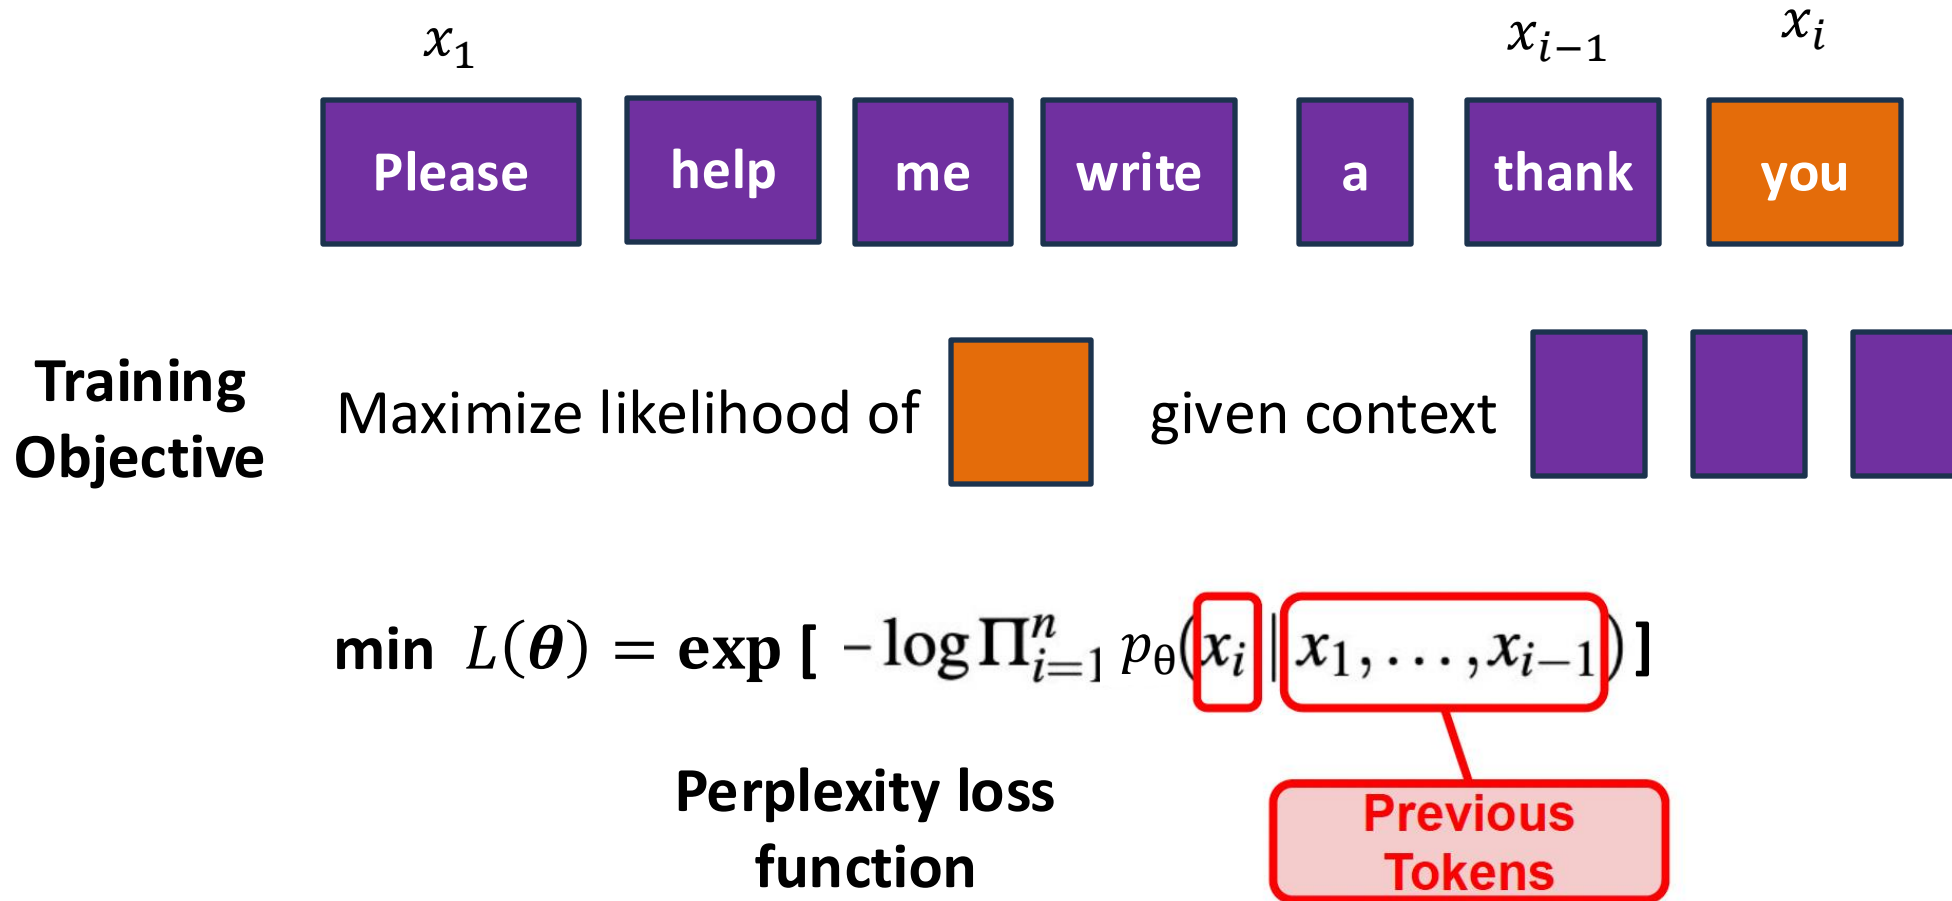 x₁ xᵢ₋₁ xᵢ
Please help me write a thank you
Training
Objective
Maximize likelihood of given context
min L(θ) = exp [ −log Πⁿᵢ₌₁ p_θ(xᵢ | x₁, . . . , xᵢ₋₁) ]
Perplexity loss
function
Previous
Tokens